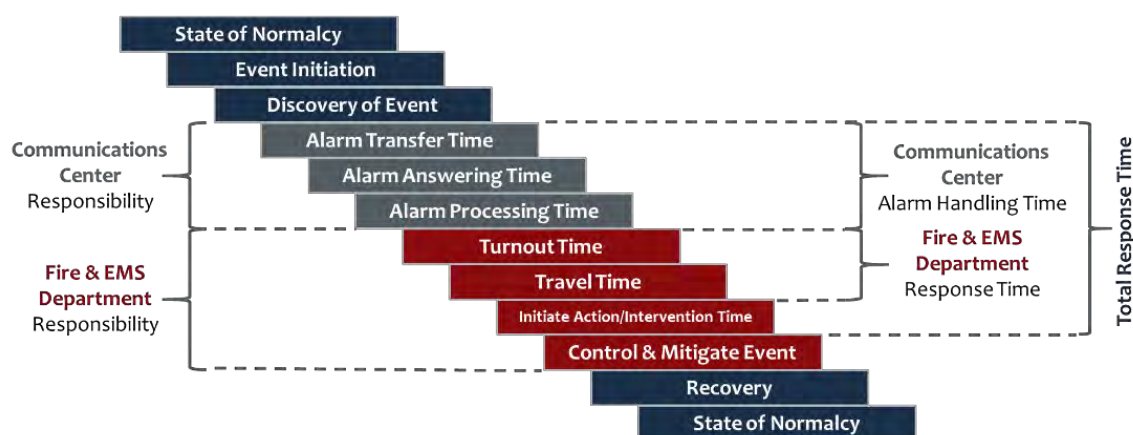 State of Normalcy
Event Initiation
Discovery of Event
Alarm Transfer Time
Alarm Answering Time
Alarm Processing Time
Turnout Time
Travel Time
Initiate Action/Intervention Time
Control & Mitigate Event
Recovery
State of Normalcy
Communications
Center
Responsibility
Fire & EMS
Department
Responsibility
Communications
Center
Alarm Handling Time
Fire & EMS
Department
Response Time
Total Response Time